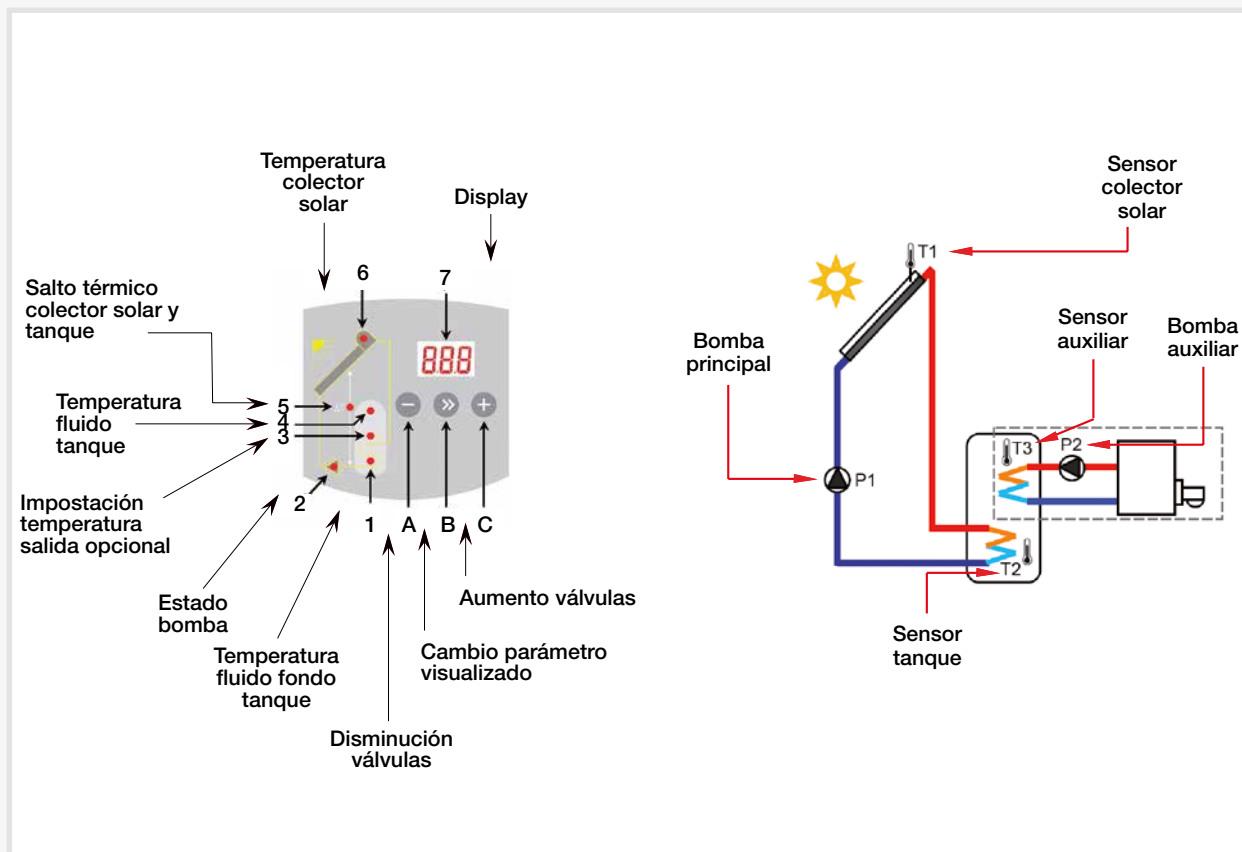 Temperatura
colector
solar
Display
6
7
Salto térmico
colector solar y
tanque
888
5
Temperatura
fluido
tanque
4
3
Impostación
temperatura
salida opcional
2
1
A
B
C
Estado
bomba
Temperatura
fluido fondo
tanque
Disminución
válvulas
Cambio parámetro
visualizado
Aumento válvulas
Sensor
colector
solar
T1
Bomba
principal
Sensor
auxiliar
Bomba
auxiliar
T3
P2
P1
T2
Sensor
tanque